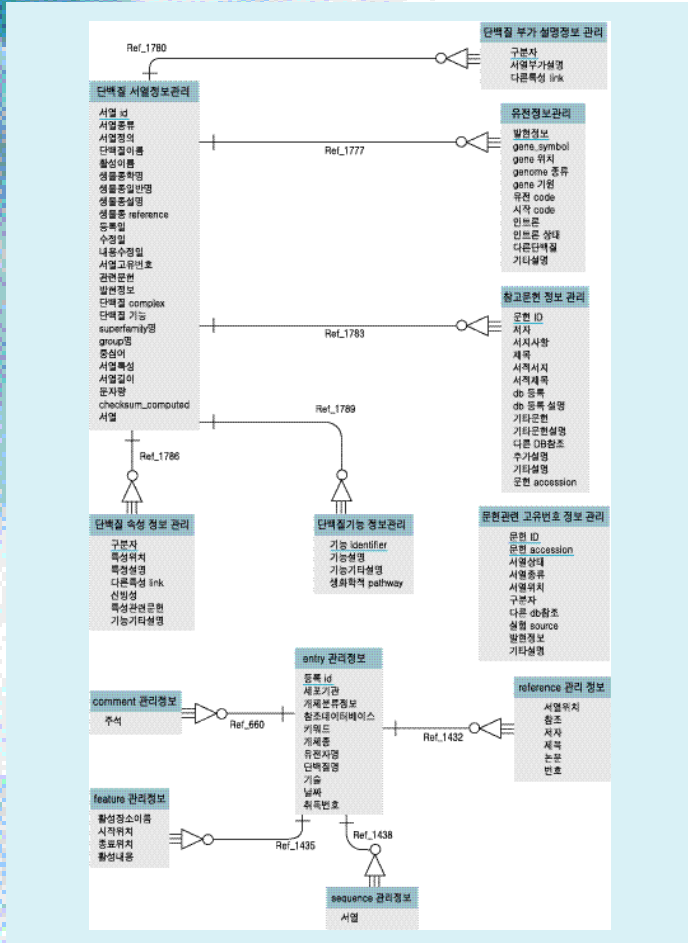 단백질 부가 설명정보 관리
구분자
서열부가설명
다른특성 link
Ref_1780
단백질 서열정보관리
서열 id
서열종류
서열정의
단백질이름
활성이름
생물종학명
생물종일반명
생물종설명
생물종 reference
등록일
수정일
내용수정일
서열고유번호
관련문헌
발현정보
단백질 complex
단백질 기능
superfamily명
group명
중심어
서열특성
서열길이
분자량
checksum_computed
서열
Ref_1777
유전정보관리
발현정보
gene_symbol
gene 위치
genome 종류
gene 기원
유전 code
시작 code
인트론
인트론 상태
다른단백질
기타설명
Ref_1783
참고문헌 정보 관리
문헌 ID
저자
서지사항
제목
서적서지
서적제목
db 등록
db 등록 설명
기타문헌
기타문헌설명
다른 DB참조
추가설명
기타설명
문헌 accession
Ref_1789
Ref_1786
단백질 속성 정보 관리
구분자
특성위치
특성설명
다른특성 link
신빙성
특성관련문헌
기능기타설명
단백질기능 정보관리
기능 identifier
기능설명
기능기타설명
생화학적 pathway
문헌관련 고유번호 정보 관리
문헌 ID
문헌 accession
서열상태
서열종류
서열위치
구분자
다른 db참조
실험 source
발현정보
기타설명
entry 관리정보
등록 id
세포기관
개체분류정보
참조데이터베이스
키워드
개체종
유전자명
단백질명
기술
날짜
취득번호
comment 관리정보
주석
Ref_660
reference 관리 정보
서열위치
참조
저자
제목
논문
번호
Ref_1432
feature 관리정보
활성장소이름
시작위치
종료위치
활성내용
Ref_1435
Ref_1438
sequence 관리정보
서열